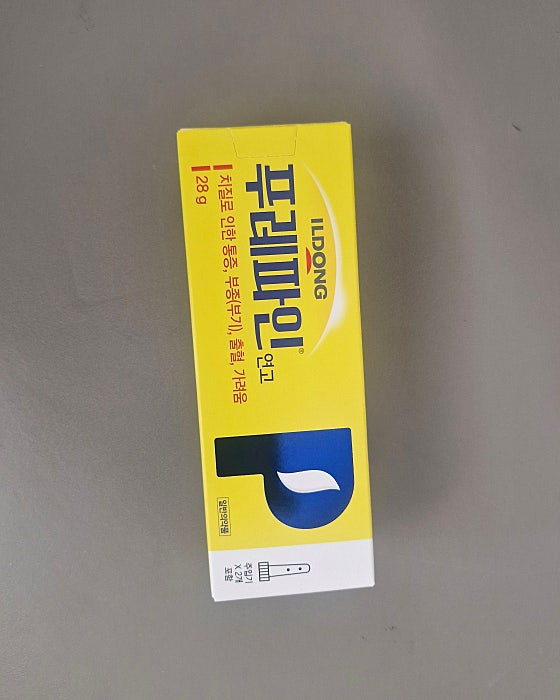 ILDONG
푸레파인® 연고
치질로 인한 통증, 부종(부기), 출혈, 가려움
28 g
일반의약품
주입기
X 2개
포함